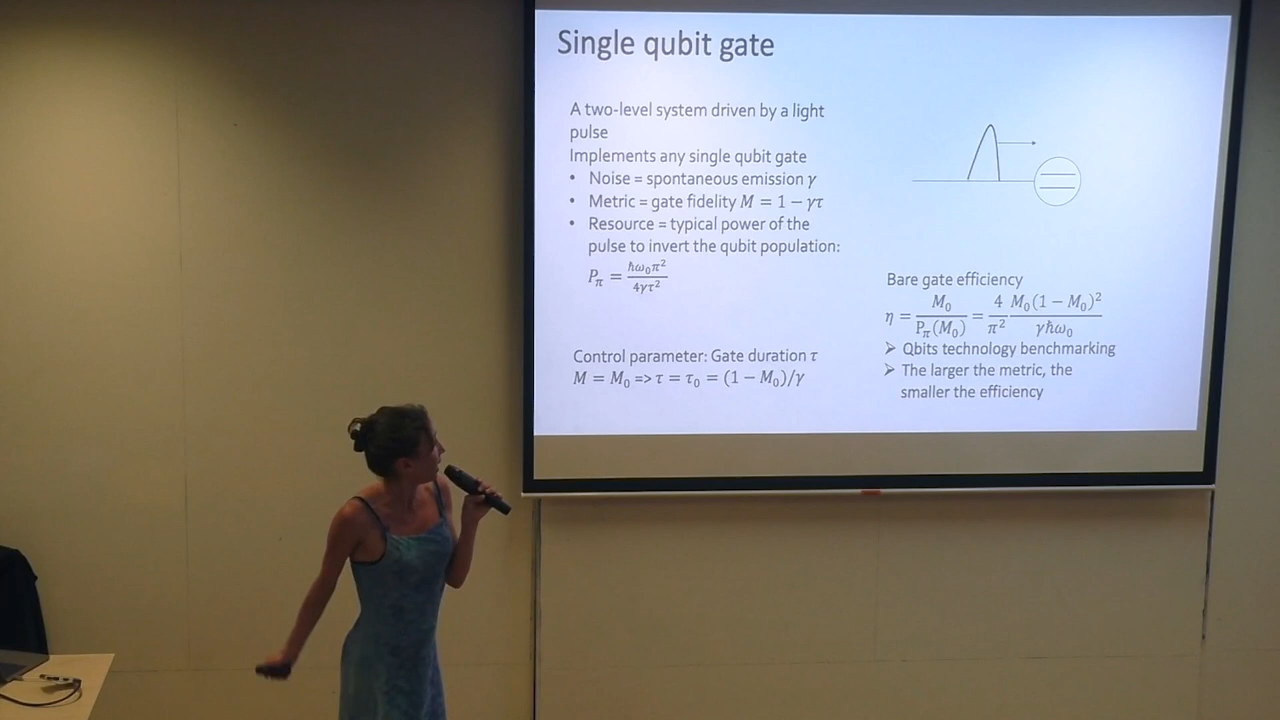 Single qubit gate
A two-level system driven by a light
pulse
Implements any single qubit gate
• Noise = spontaneous emission γ
• Metric = gate fidelity M = 1 − γτ
• Resource = typical power of the
pulse to invert the qubit population:
P_π = ħω₀π² / 4γτ²
Control parameter: Gate duration τ
M = M₀ => τ = τ₀ = (1 − M₀)/γ
Bare gate efficiency
η = M₀ / P_π(M₀) = 4/π² M₀(1 − M₀)² / γħω₀
➢ Qbits technology benchmarking
➢ The larger the metric, the
smaller the efficiency